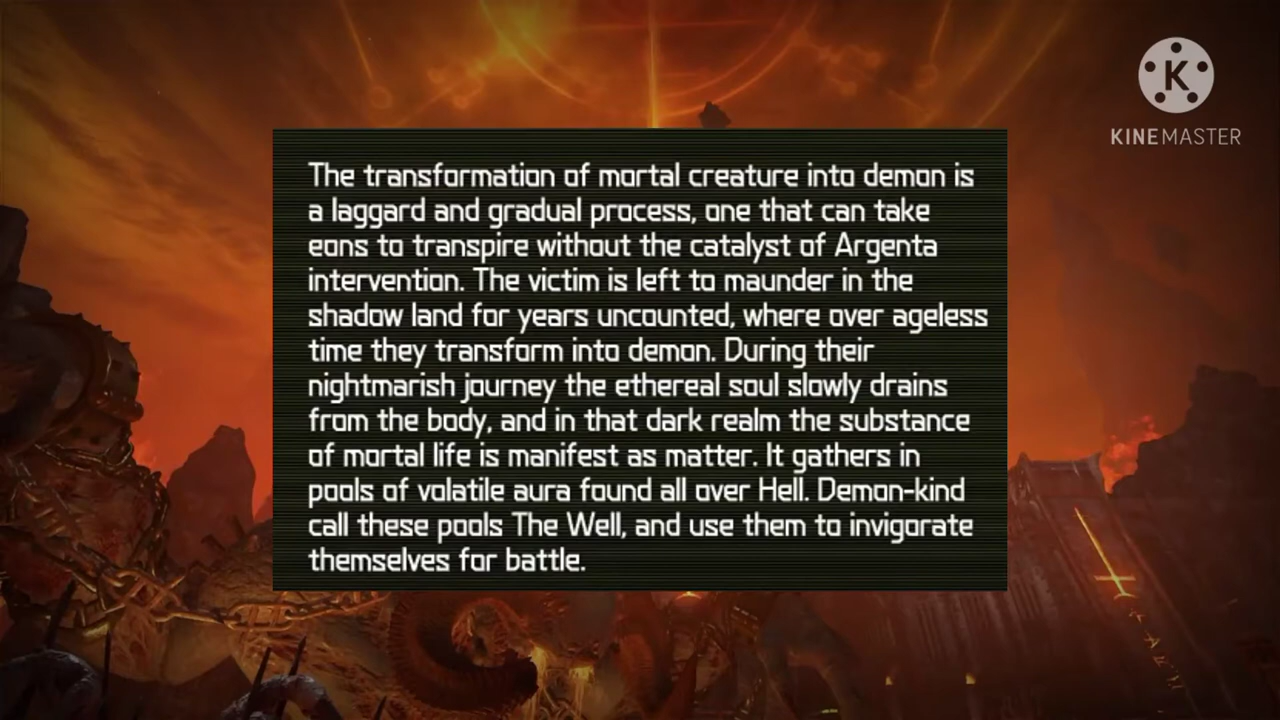 KINEMASTER
The transformation of mortal creature into demon is
a laggard and gradual process, one that can take
eons to transpire without the catalyst of Argenta
intervention. The victim is left to maunder in the
shadow land for years uncounted, where over ageless
time they transform into demon. During their
nightmarish journey the ethereal soul slowly drains
from the body, and in that dark realm the substance
of mortal life is manifest as matter. It gathers in
pools of volatile aura found all over Hell. Demon-kind
call these pools The Well, and use them to invigorate
themselves for battle.